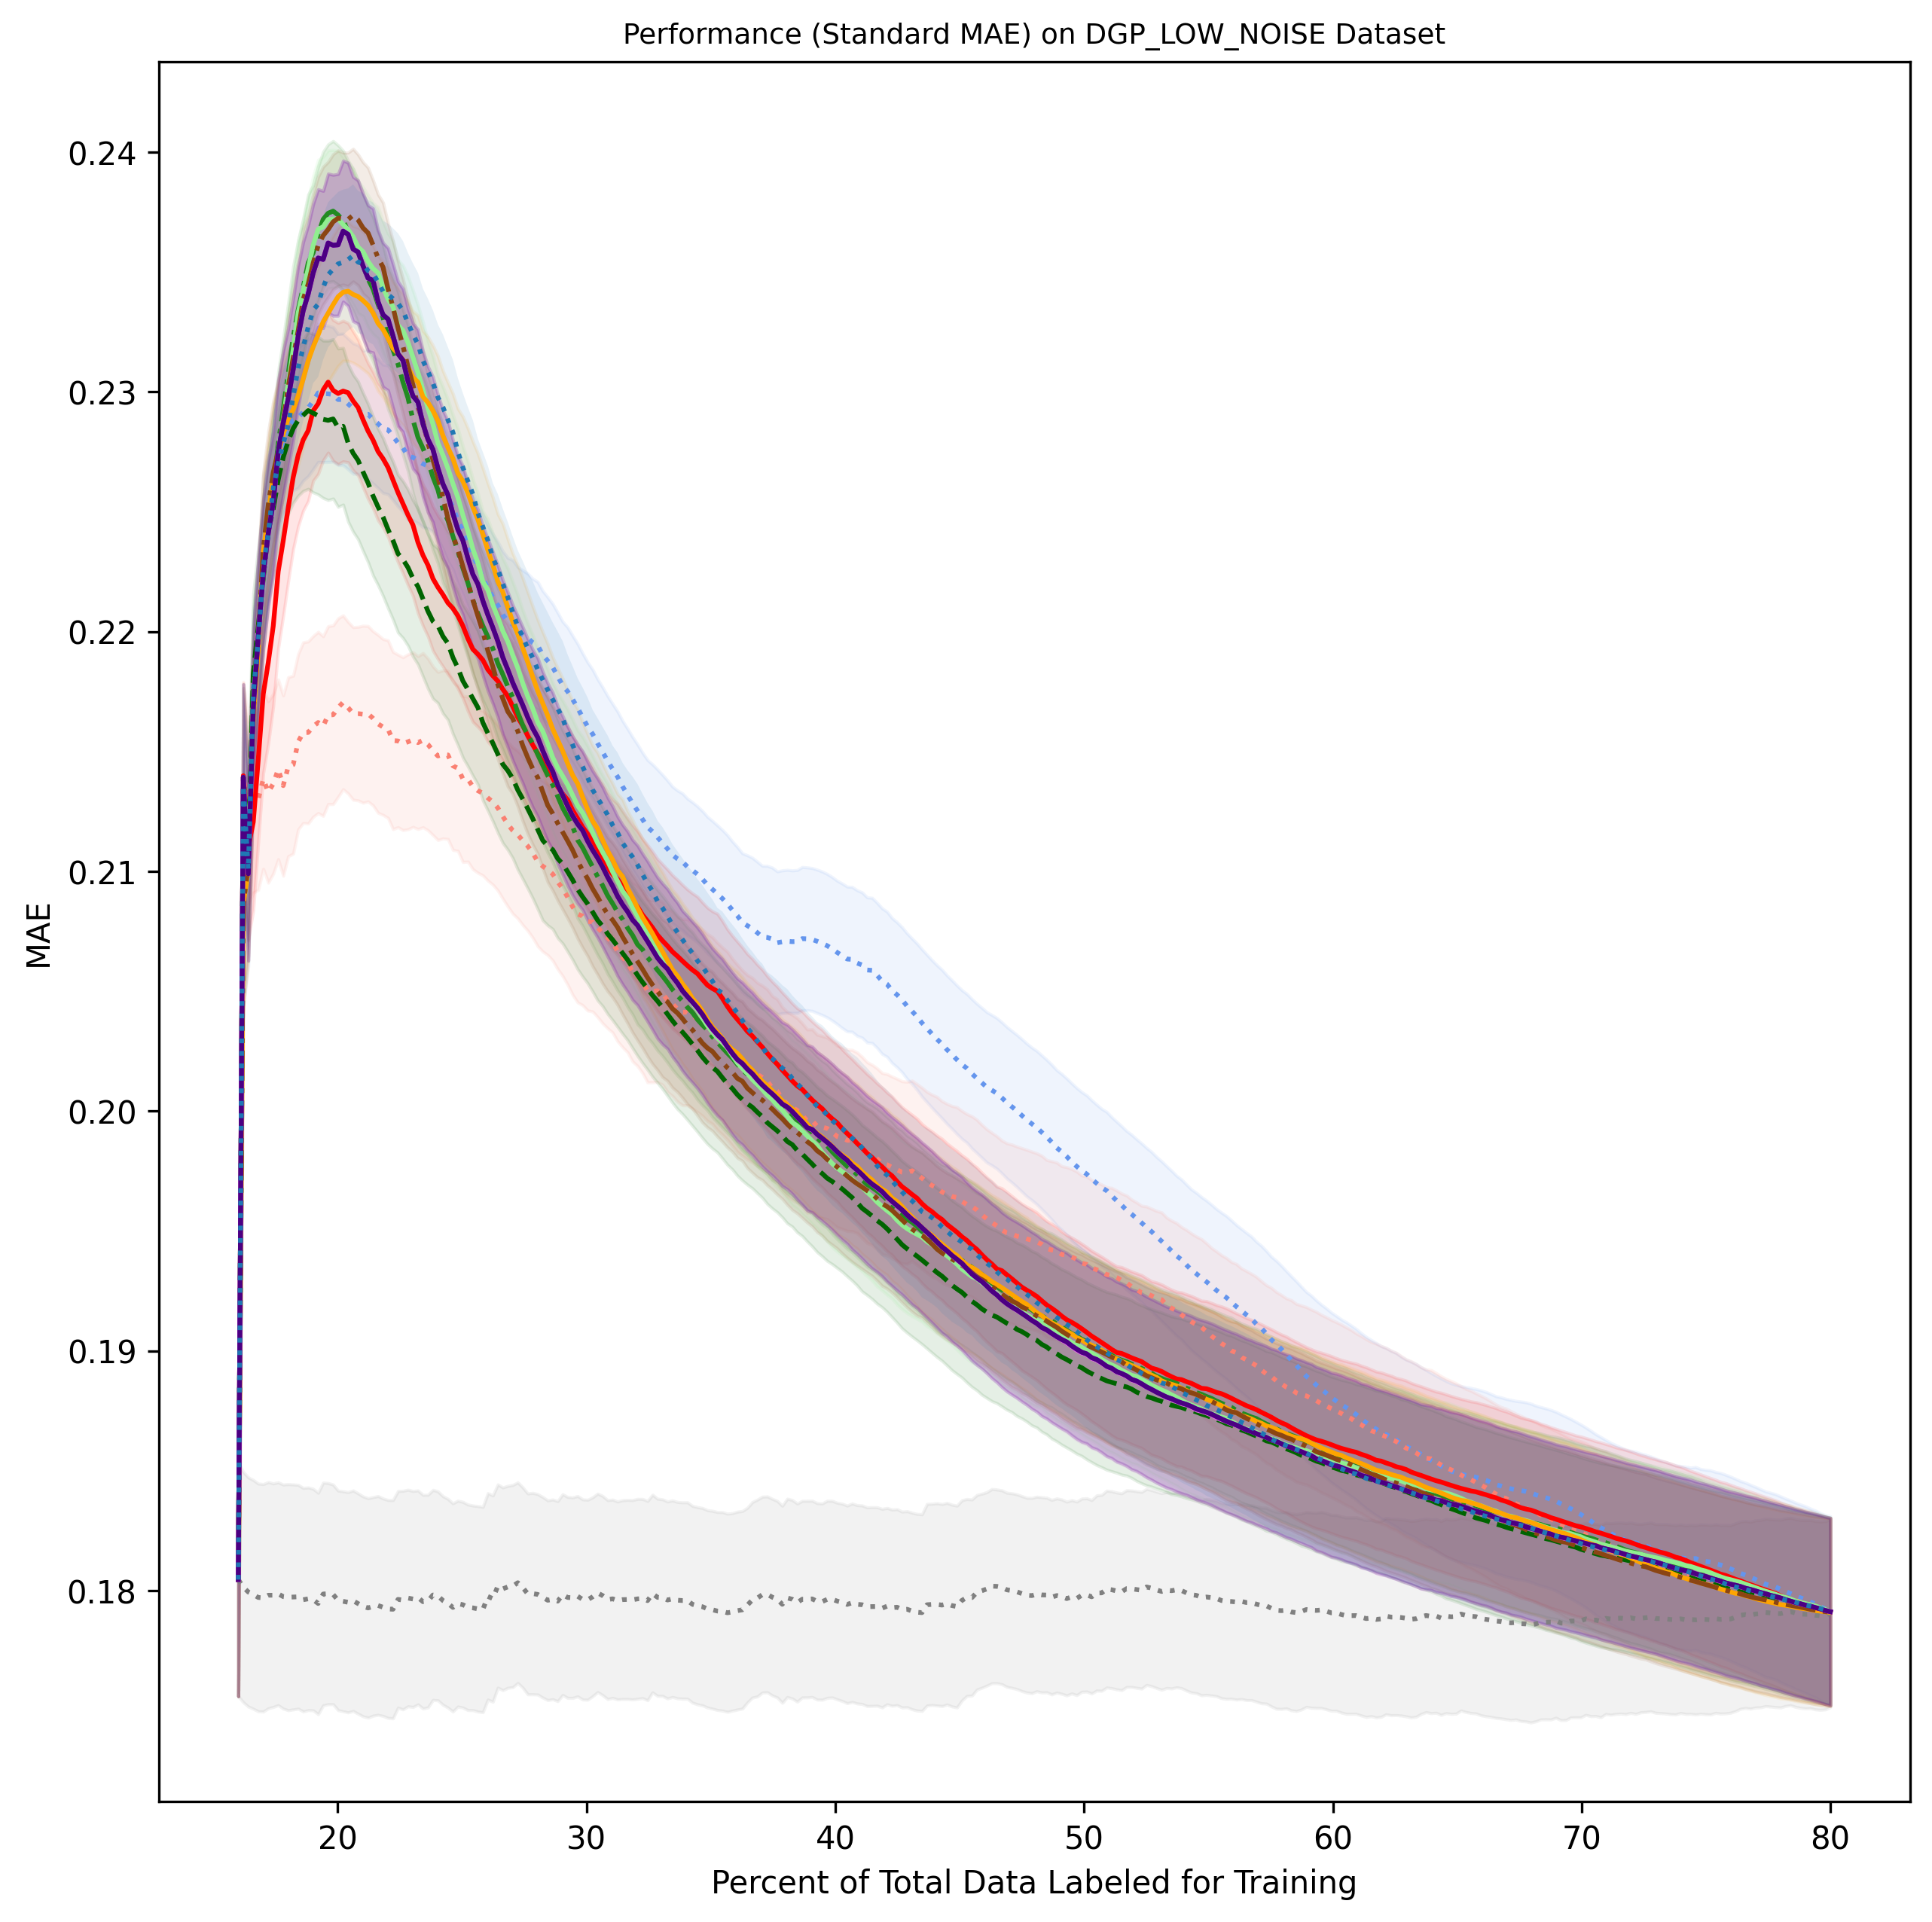 Performance (Standard MAE) on DGP_LOW_NOISE Dataset
0.24
0.23
0.22
0.21
0.20
0.19
0.18
MAE
20 30 40 50 60 70 80
Percent of Total Data Labeled for Training